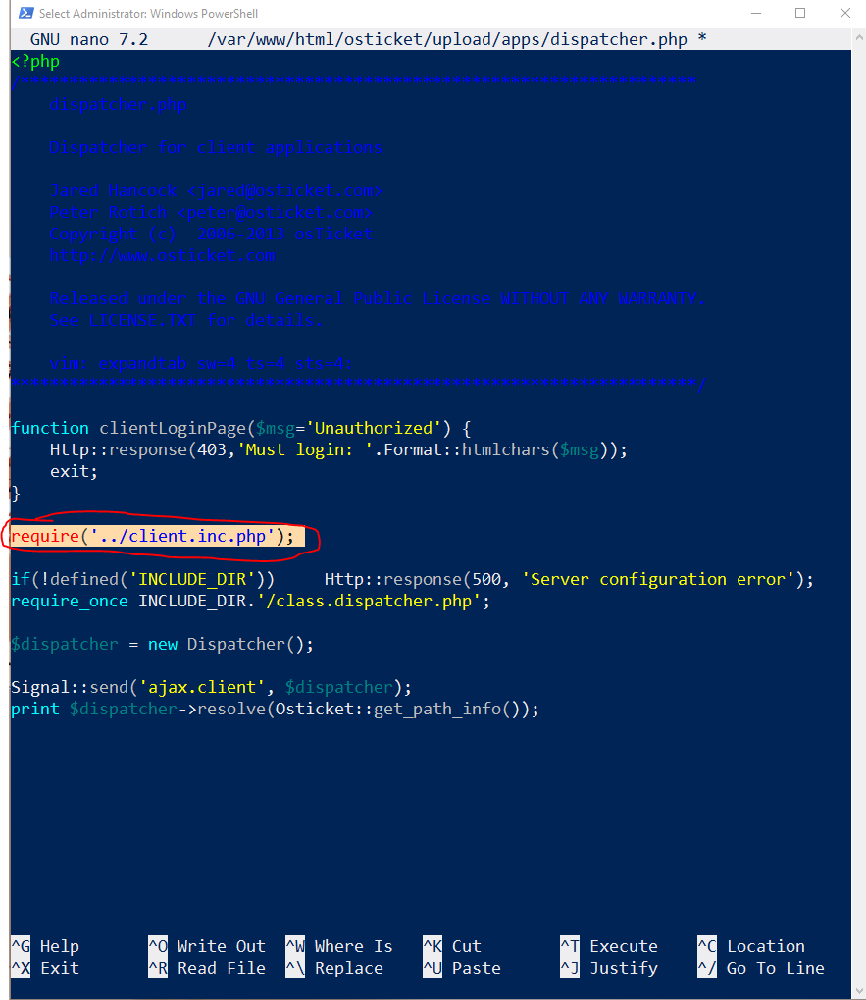 Select Administrator: Windows PowerShell
GNU nano 7.2 /var/www/html/osticket/upload/apps/dispatcher.php *
<?php
/*********************************************************************
dispatcher.php
Dispatcher for client applications
Jared Hancock <jared@osticket.com>
Peter Rotich <peter@osticket.com>
Copyright (c) 2006-2013 osTicket
http://www.osticket.com
Released under the GNU General Public License WITHOUT ANY WARRANTY.
See LICENSE.TXT for details.
vim: expandtab sw=4 ts=4 sts=4:
**********************************************************************/
function clientLoginPage($msg='Unauthorized') {
Http::response(403,'Must login: '.Format::htmlchars($msg));
exit;
}
require('../client.inc.php');
if(!defined('INCLUDE_DIR')) Http::response(500, 'Server configuration error');
require_once INCLUDE_DIR.'/class.dispatcher.php';
$dispatcher = new Dispatcher();
Signal::send('ajax.client', $dispatcher);
print $dispatcher->resolve(Osticket::get_path_info());
^G Help ^O Write Out ^W Where Is ^K Cut ^T Execute ^C Location
^X Exit ^R Read File ^\ Replace ^U Paste ^J Justify ^/ Go To Line